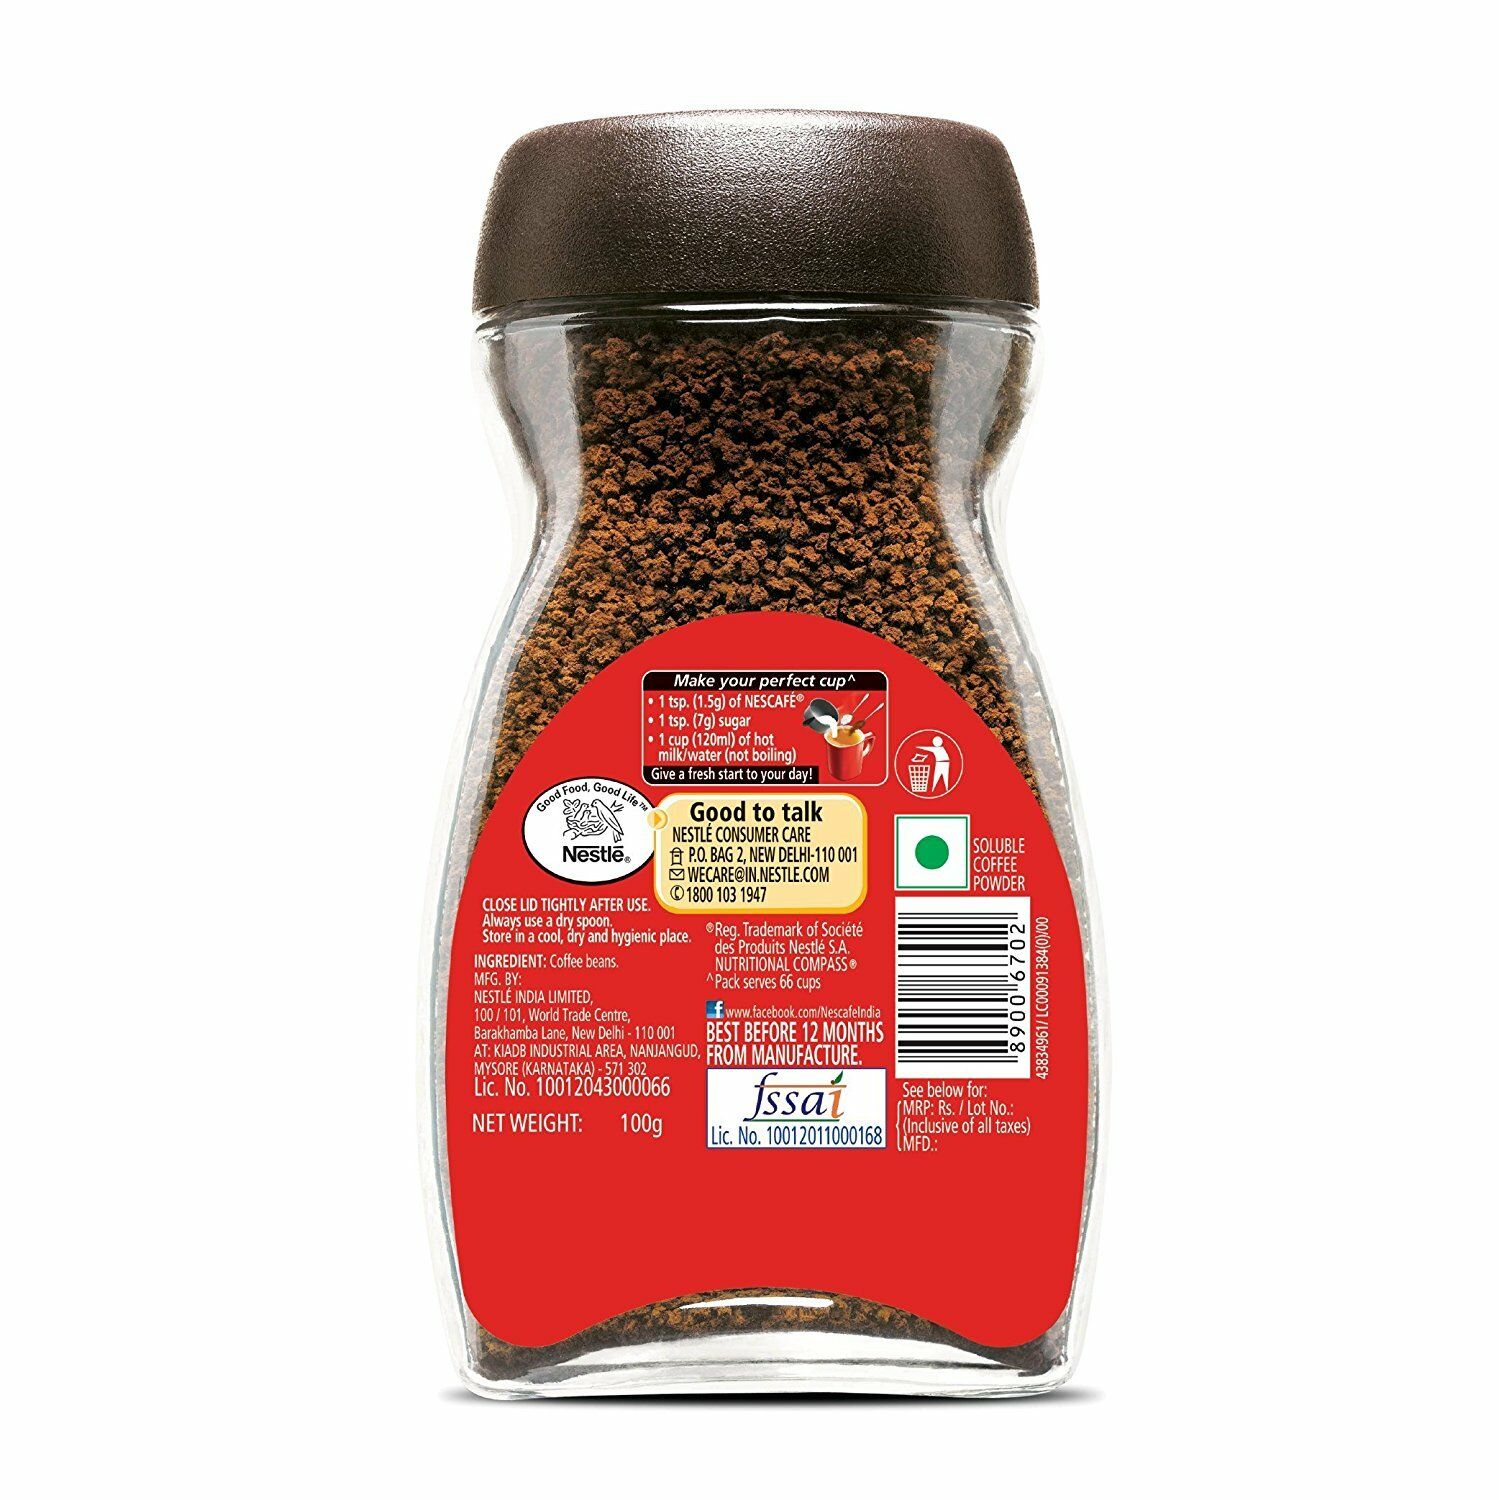 Make your perfect cup^
• 1 tsp. (1.5g) of NESCAFÉ®
• 1 tsp. (7g) sugar
• 1 cup (120ml) of hot
milk/water (not boiling)
Give a fresh start to your day!
Good Food, Good Life™
Nestlé®
Good to talk
NESTLÉ CONSUMER CARE
P.O. BAG 2, NEW DELHI-110 001
WECARE@IN.NESTLE.COM
1800 103 1947
SOLUBLE
COFFEE
POWDER
CLOSE LID TIGHTLY AFTER USE.
Always use a dry spoon.
Store in a cool, dry and hygienic place.
INGREDIENT: Coffee beans.
MFG. BY:
NESTLÉ INDIA LIMITED,
100 / 101, World Trade Centre,
Barakhamba Lane, New Delhi - 110 001
AT: KIADB INDUSTRIAL AREA, NANJANGUD,
MYSORE (KARNATAKA) - 571 302
Lic. No. 10012043000066
NET WEIGHT: 100g
®Reg. Trademark of Société
des Produits Nestlé S.A.
NUTRITIONAL COMPASS®
^Pack serves 66 cups
f www.facebook.com/NescafeIndia
BEST BEFORE 12 MONTHS
FROM MANUFACTURE.
fssai
Lic. No. 10012011000168
8900 6702
43834961/ LC00091384(0)/00
See below for:
MRP: Rs. / Lot No.:
(Inclusive of all taxes)
MFD.: